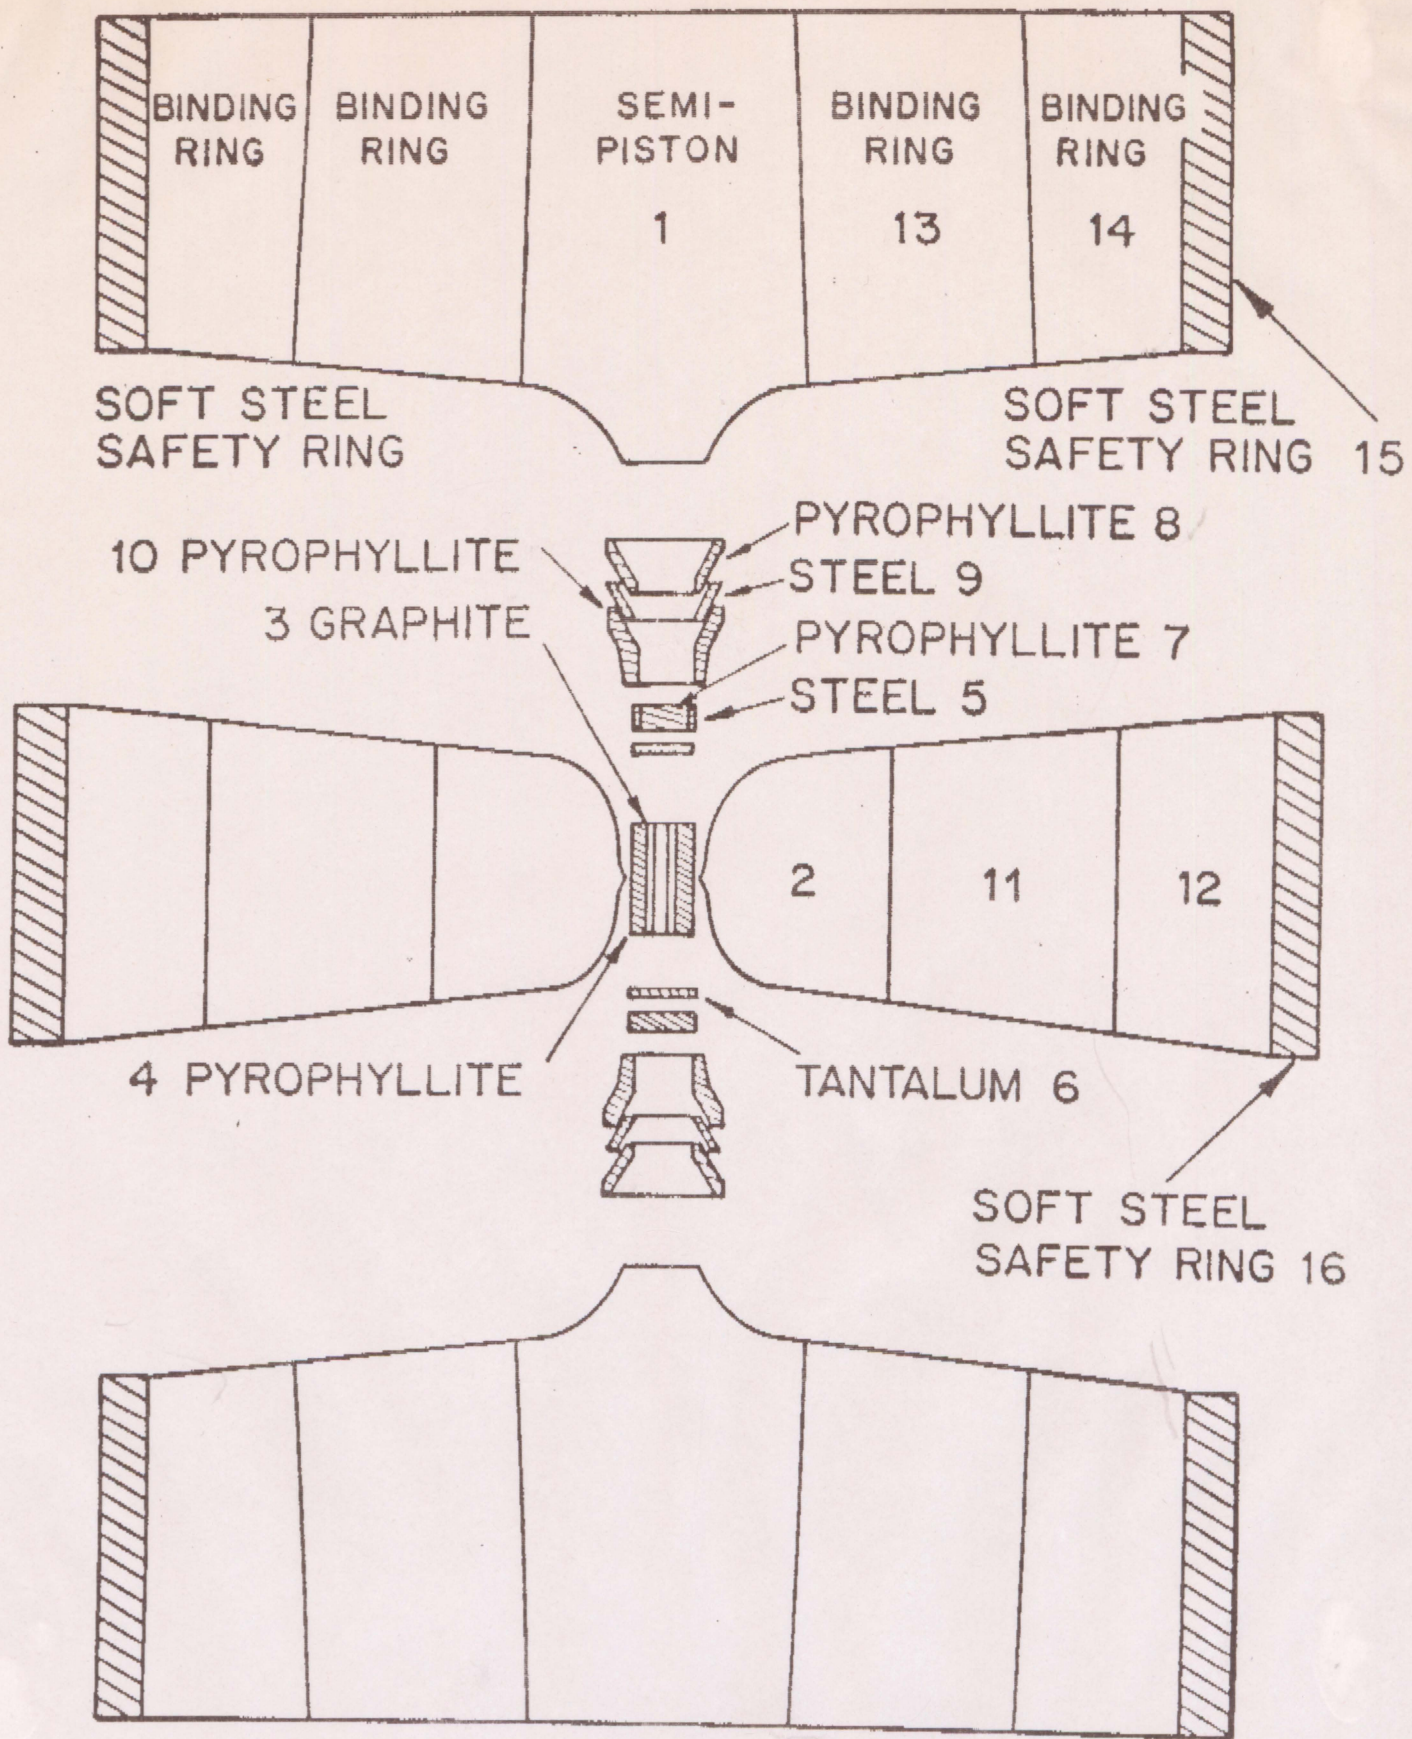 BINDING
RING
BINDING
RING
SEMI-
PISTON
1
BINDING
RING
13
BINDING
RING
14
SOFT STEEL
SAFETY RING
SOFT STEEL
SAFETY RING 15
PYROPHYLLITE 8
10 PYROPHYLLITE
STEEL 9
3 GRAPHITE
PYROPHYLLITE 7
STEEL 5
2
11
12
4 PYROPHYLLITE
TANTALUM 6
SOFT STEEL
SAFETY RING 16